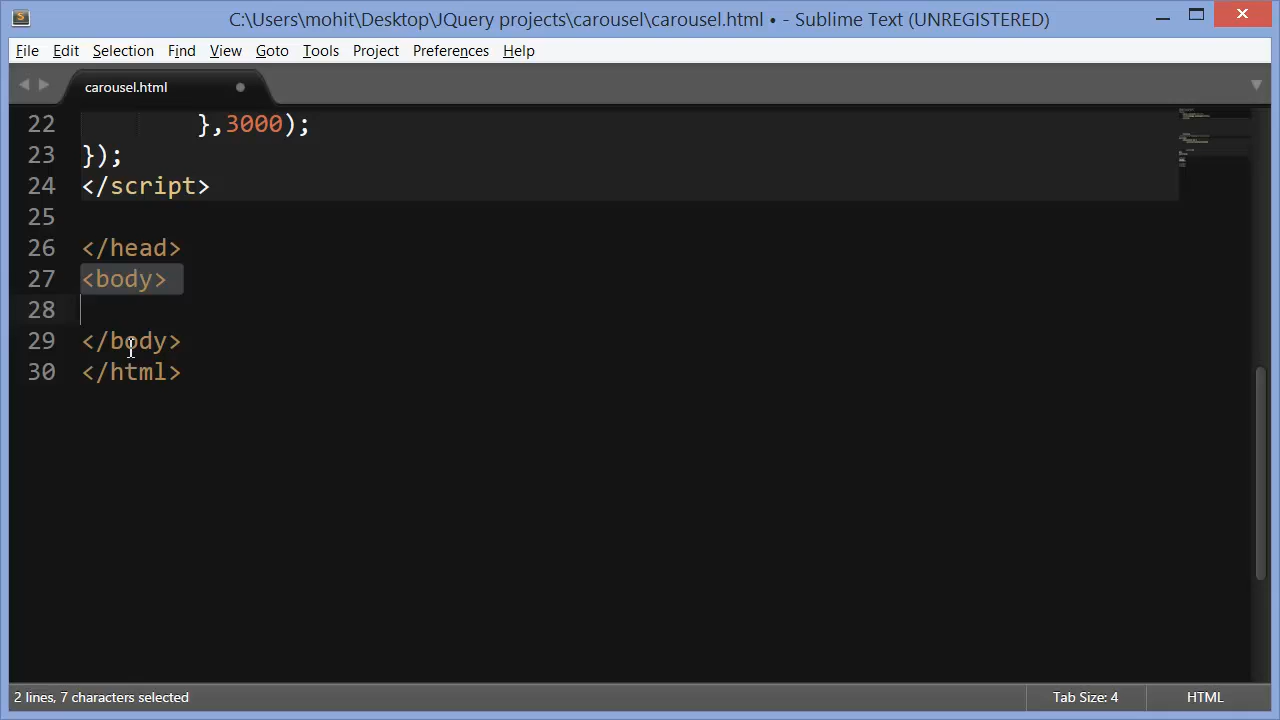 C:\Users\mohit\Desktop\JQuery projects\carousel\carousel.html • - Sublime Text (UNREGISTERED)
File Edit Selection Find View Goto Tools Project Preferences Help
carousel.html
22 },3000);
23 });
24 </script>
25
26 </head>
27 <body>
28
29 </body>
30 </html>
2 lines, 7 characters selected Tab Size: 4 HTML